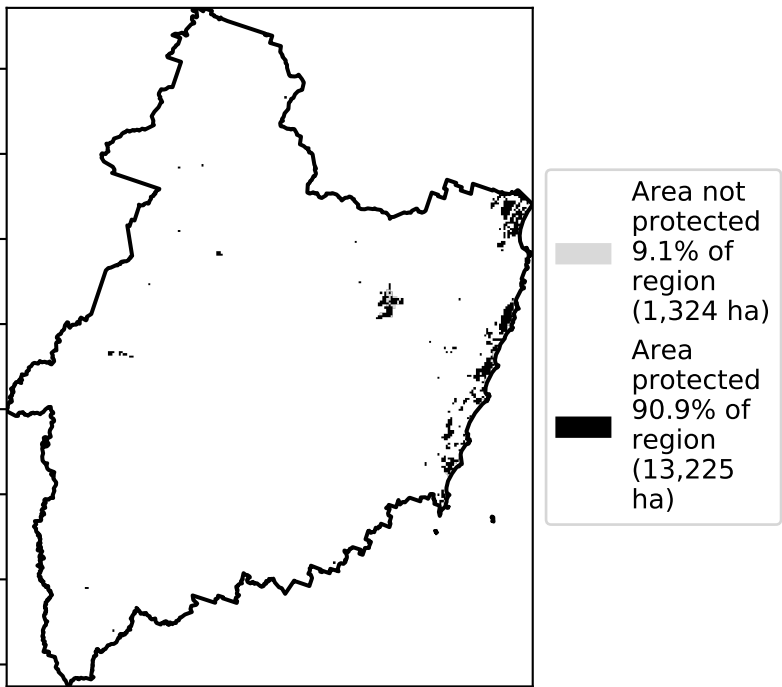 Area not
protected
9.1% of
region
(1,324 ha)
Area
protected
90.9% of
region
(13,225
ha)